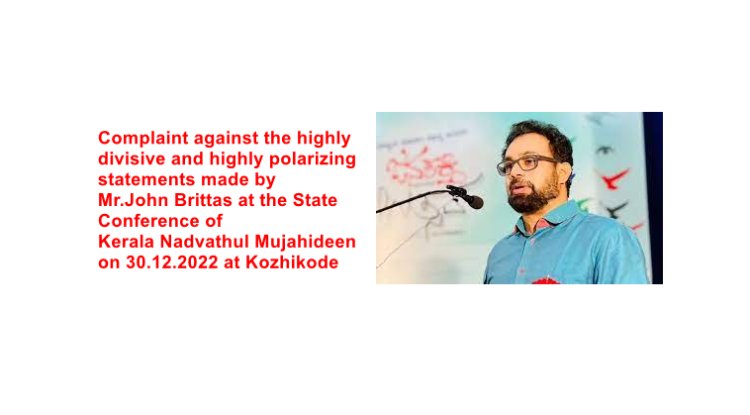 Complaint against the highly
divisive and highly polarizing
statements made by
Mr.John Brittas at the State
Conference of
Kerala Nadvathul Mujahideen
on 30.12.2022 at Kozhikode